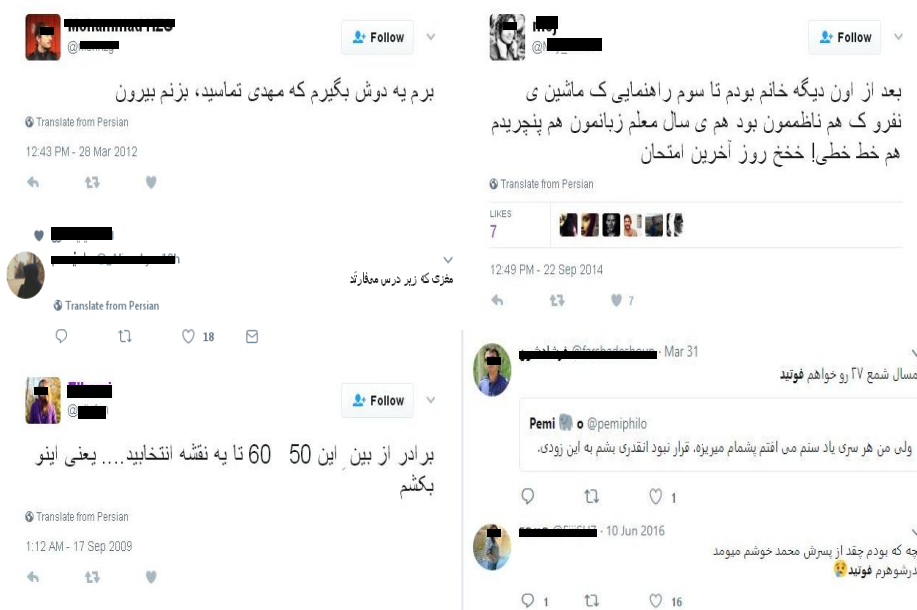 Follow
برم یه دوش بگیرم که مهدی تماسید، بزنم بیرون
Translate from Persian
12:43 PM - 28 Mar 2012
مغزی که زیر درس می‌فارتد
Translate from Persian
18
Follow
برادر از بین این 50 60 تا یه نقشه انتخابید.... یعنی اینو
بکشم
Translate from Persian
1:12 AM - 17 Sep 2009
Follow
بعد از اون دیگه خانم بودم تا سوم راهنمایی ک ماشین ی
نفرو ک هم ناظممون بود هم ی سال معلم زبانمون هم پنچریدم
هم خط خطی! خخخ روز آخرین امتحان
Translate from Persian
LIKES
7
12:49 PM - 22 Sep 2014
7
· Mar 31
مسال شمع ۲۷ رو خواهم فوتید
Pemi 🐘 o @pemiphilo
ولی من هر سری یاد سنم می افتم پشمام میریزه، قرار نبود انقدری بشم به این زودی.
1
· 10 Jun 2016
چه که بودم چقد از پسرش محمد خوشم میومد
درشوهرم فوتید😢
1 16